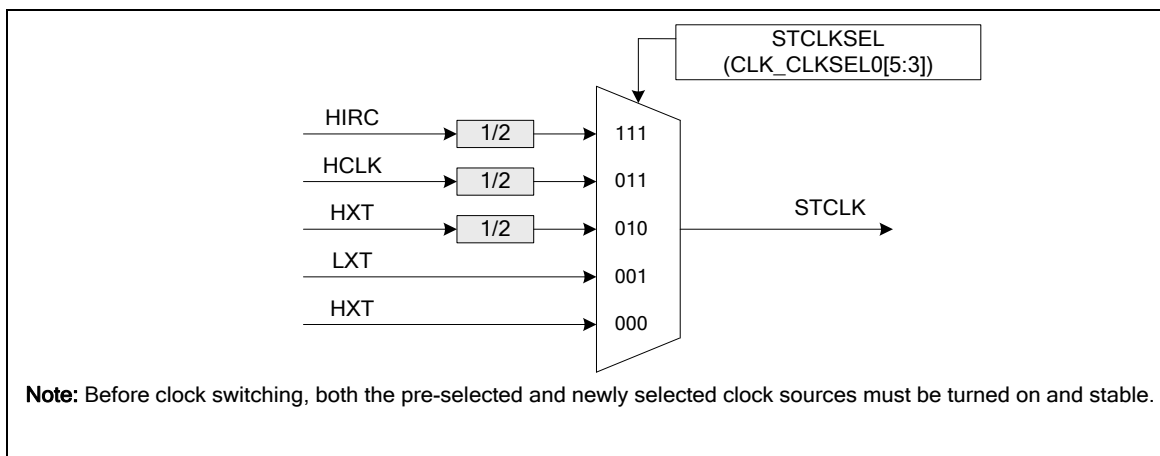 STCLKSEL
(CLK_CLKSEL0[5:3])
HIRC
1/2
111
HCLK
1/2
011
HXT
1/2
010
STCLK
LXT
001
HXT
000
Note: Before clock switching, both the pre-selected and newly selected clock sources must be turned on and stable.